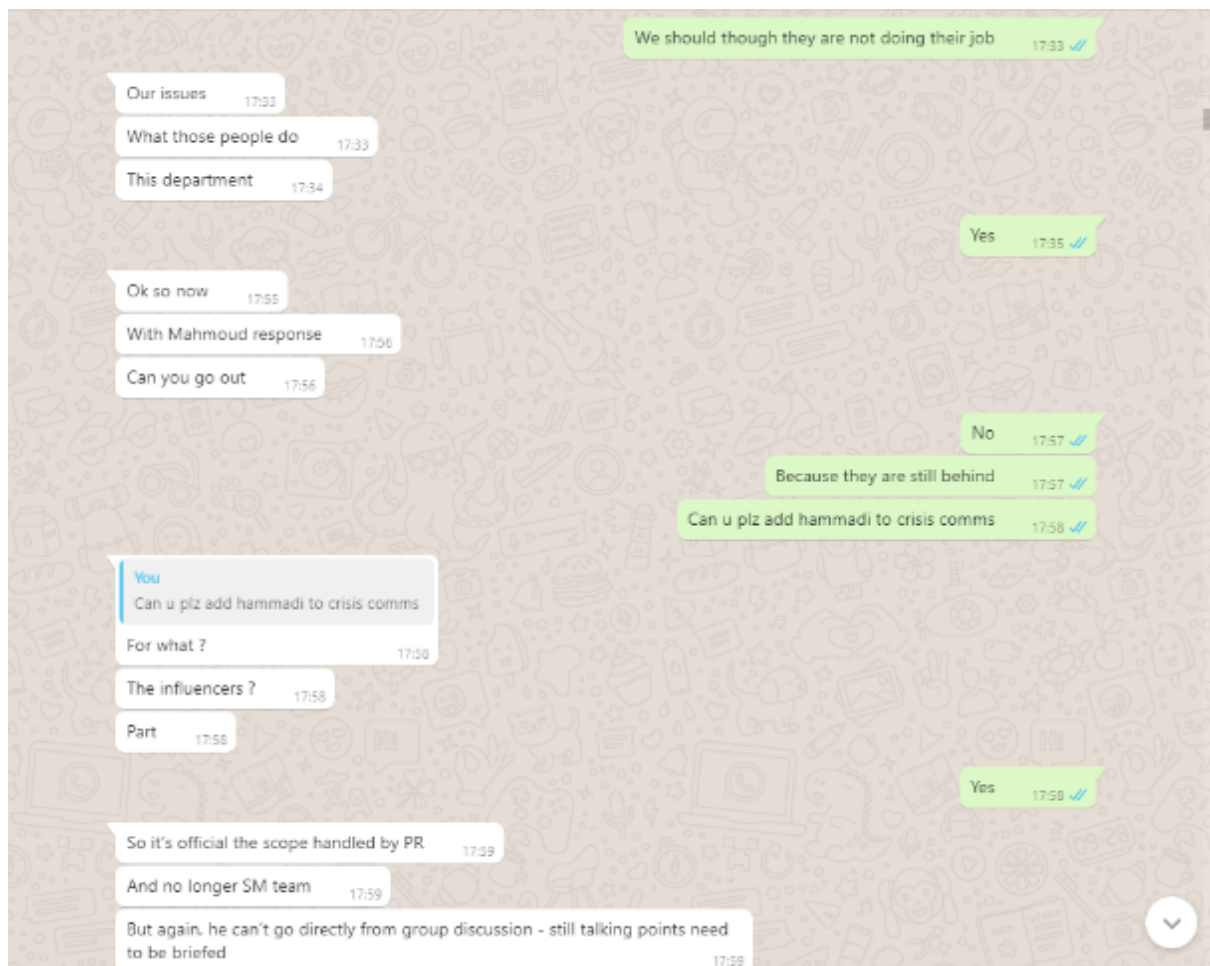 We should though they are not doing their job 17:33
Our issues 17:33
What those people do 17:33
This department 17:34
Yes 17:35
Ok so now 17:55
With Mahmoud response 17:56
Can you go out 17:56
No 17:57
Because they are still behind 17:57
Can u plz add hammadi to crisis comms 17:58
You
Can u plz add hammadi to crisis comms
For what ? 17:58
The influencers ? 17:58
Part 17:58
Yes 17:58
So it's official the scope handled by PR 17:59
And no longer SM team 17:59
But again, he can't go directly from group discussion - still talking points need
to be briefed 17:59